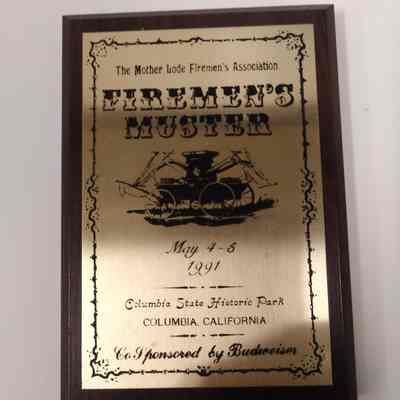 The Mother Lode Firemen's Association
FIREMEN'S
MUSTER
May 4-5
1991
Columbia State Historic Park
COLUMBIA, CALIFORNIA
Co Sponsored by Budweiser